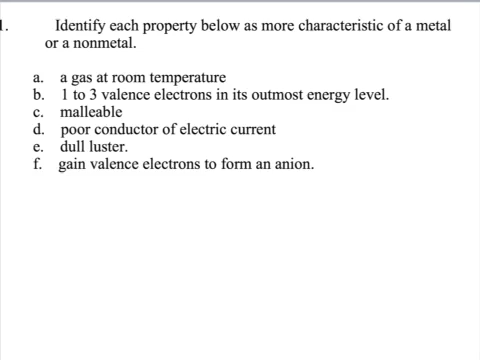 1. Identify each property below as more characteristic of a metal
or a nonmetal.
a. a gas at room temperature
b. 1 to 3 valence electrons in its outmost energy level.
c. malleable
d. poor conductor of electric current
e. dull luster.
f. gain valence electrons to form an anion.